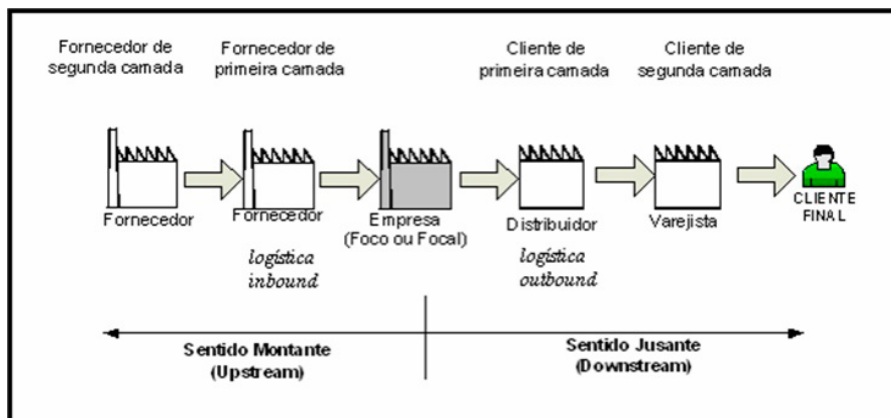 Fornecedor de
segunda camada
Fornecedor de
primeira camada
Cliente de
primeira camada
Cliente de
segunda camada
Fornecedor
Fornecedor
Empresa
(Foco ou Focal)
Distribuidor
Varejista
CLIENTE
FINAL
logística
inbound
logística
outbound
Sentido Montante
(Upstream)
Sentido Jusante
(Downstream)